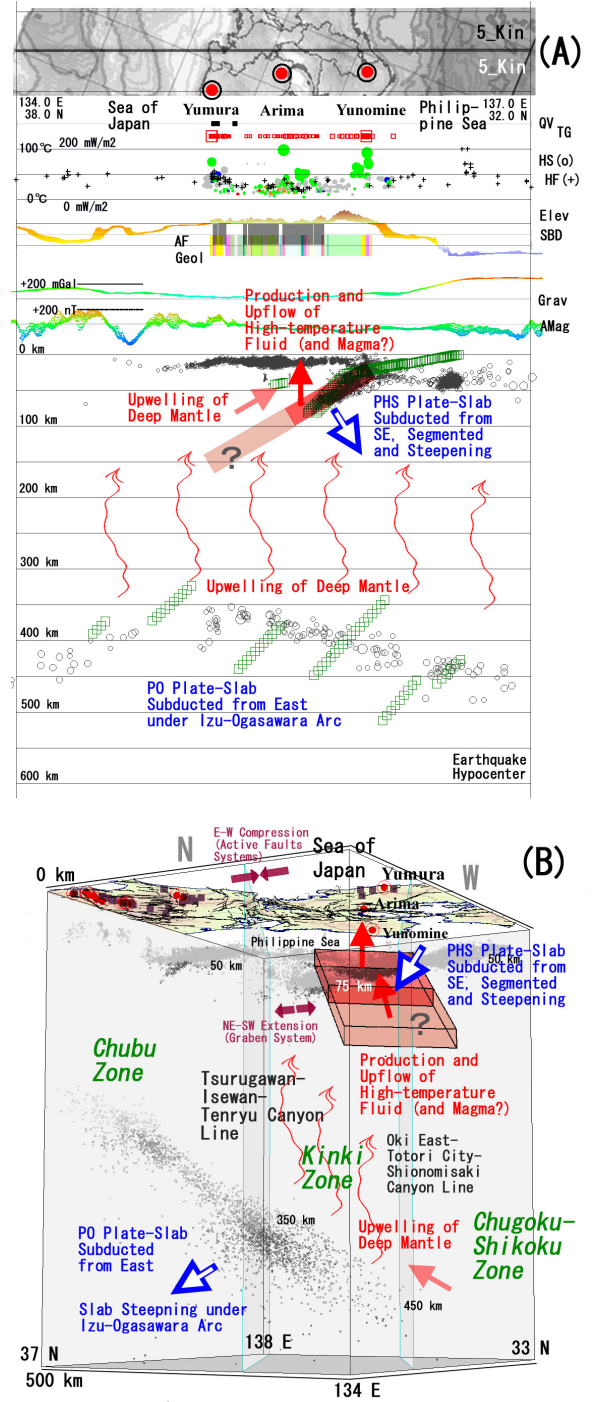 5_Kin
5_Kin
(A)
134.0 E
38.0 N
Sea of
Japan
Yumura
Arima
Yunomine
Philip-
pine Sea
137.0 E
32.0 N
QV
TG
100℃
200 mW/m2
HS(o)
HF(+)
0℃
0 mW/m2
Elev
SBD
AF
Geol
+200 mGal
Grav
+200 nT
AMag
Production and
Upflow of
High-temperature
Fluid (and Magma?)
0 km
Upwelling of
Deep Mantle
PHS Plate-Slab
Subducted from
SE, Segmented
and Steepening
100 km
?
200 km
300 km
Upwelling of Deep Mantle
400 km
PO Plate-Slab
Subducted from East
under Izu-Ogasawara Arc
500 km
Earthquake
Hypocenter
600 km
(B)
E-W Compression
(Active Faults
Systems)
N
Sea of
Japan
W
0 km
Yumura
Arima
Yunomine
Philippine Sea
50 km
50 km
PHS Plate-Slab
Subducted from
SE, Segmented
and Steepening
75 km
NE-SW Extension
(Graben System)
?
Chubu
Zone
Production and
Upflow of
High-temperature
Fluid (and Magma?)
Tsurugawan-
Isewan-
Tenryu Canyon
Line
Kinki
Zone
Oki East-
Totori City-
Shionomisaki
Canyon Line
350 km
PO Plate-Slab
Subducted
from East
Upwelling of
Deep Mantle
Chugoku-
Shikoku
Zone
Slab Steepning under
Izu-Ogasawara Arc
450 km
138 E
37 N
33 N
500 km
134 E